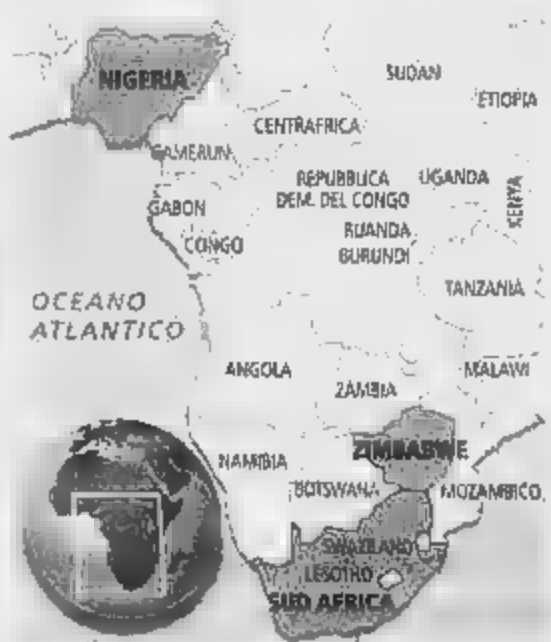 NIGERIA
SUDAN
ETIOPIA
CENTRAFRICA
CAMERUN
REPUBBLICA
DEM. DEL CONGO
UGANDA
KENYA
GABON
CONGO
RUANDA
BURUNDI
TANZANIA
OCEANO
ATLANTICO
ANGOLA
ZAMBIA
MALAWI
ZIMBABWE
NAMIBIA
BOTSWANA
MOZAMBICO
SWAZILAND
LESOTHO
SUD AFRICA